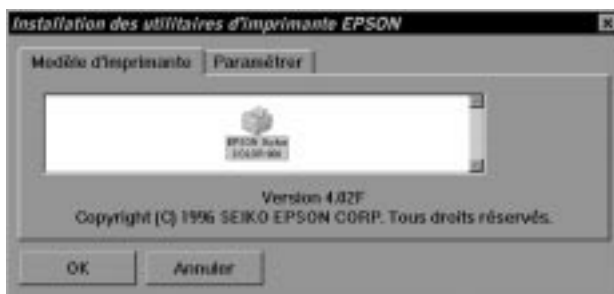 Installation des utilitaires d'imprimante EPSON
Modèle d'imprimante Paramétrer
EPSON Stylus
COLOR
Version 4.02F
Copyright (C) 1996 SEIKO EPSON CORP. Tous droits réservés.
OK Annuler